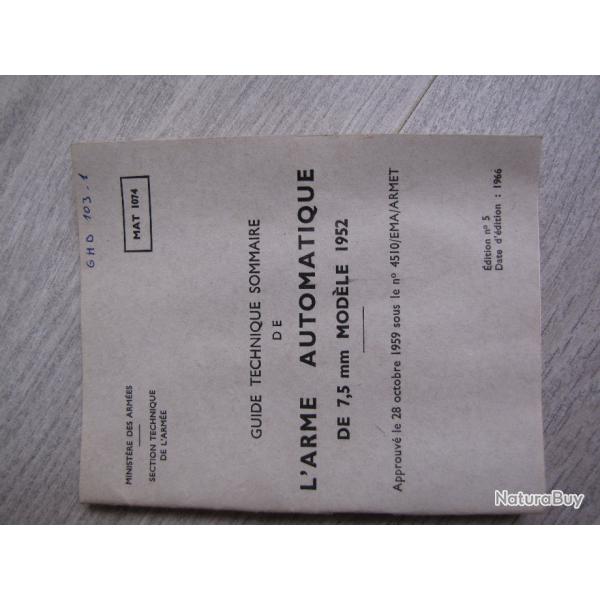 GHD 103-1
MAT 1074
MINISTÈRE DES ARMÉES
SECTION TECHNIQUE
DE L'ARMÉE
GUIDE TECHNIQUE SOMMAIRE
DE
L'ARME AUTOMATIQUE
DE 7,5 mm MODÈLE 1952
Approuvé le 28 octobre 1959 sous le n° 4510/EMA/ARMET
Édition n° 5
Date d'édition : 1966
NaturaBuy